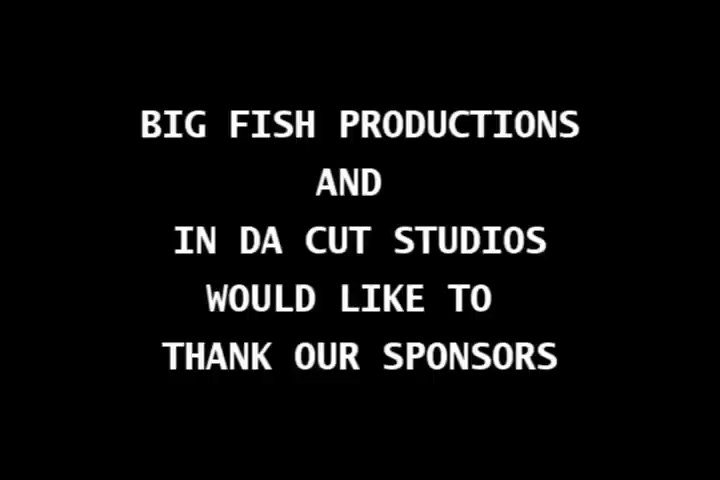 BIG FISH PRODUCTIONS
AND
IN DA CUT STUDIOS
WOULD LIKE TO
THANK OUR SPONSORS